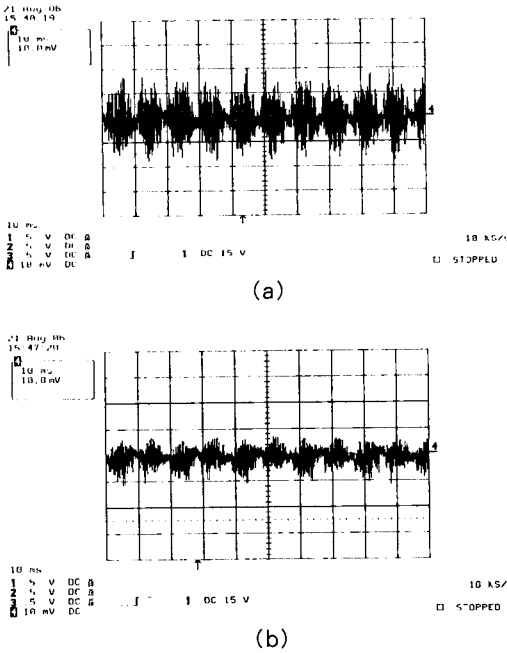 21 Aug 06
15:40:19
4
10 ms
10.0mV
4
10 ms
1 5 V DC
2 5 V DC
3 5 V DC
4 10 mV DC
1 DC 15 V
10 KS/
STOPPED
(a)
21 Aug 06
15:47:20
4
10 ms
10.0mV
4
10 ms
1 5 V DC
2 5 V DC
3 5 V DC
4 10 mV DC
1 DC 15 V
10 KS/
STOPPED
(b)